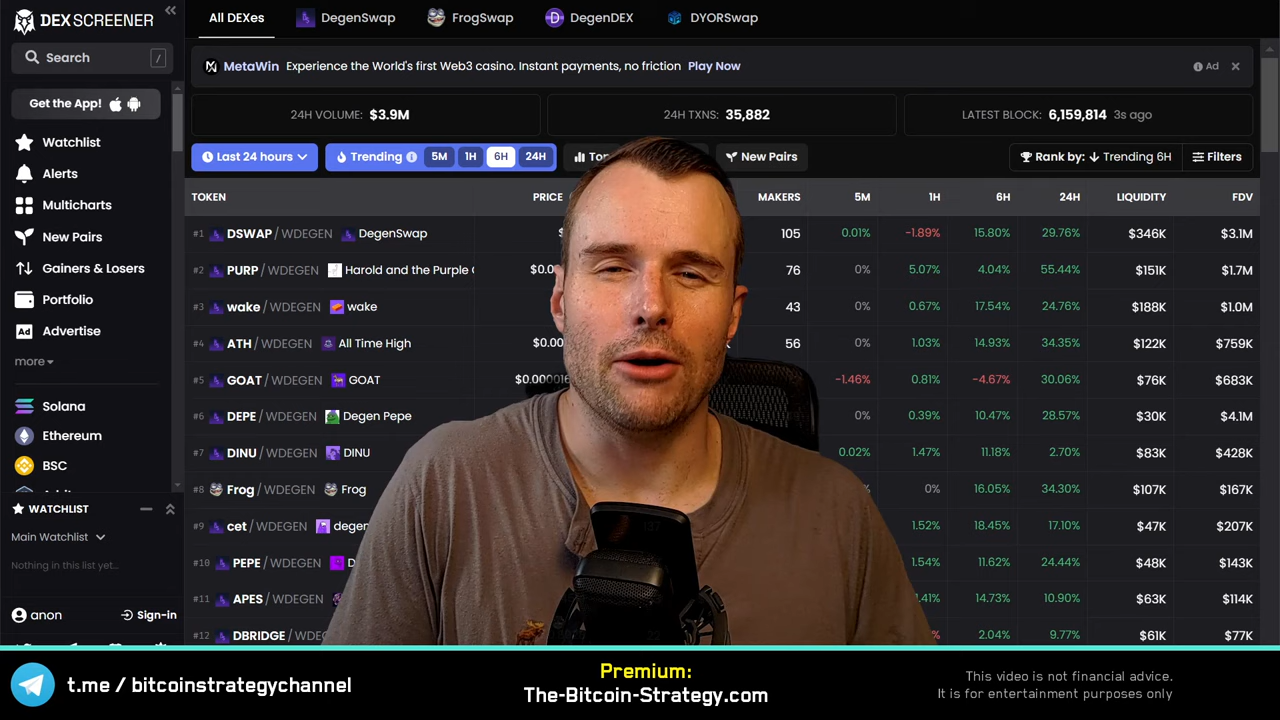 DEX SCREENER
Search /
Get the App!
Watchlist
Alerts
Multicharts
New Pairs
Gainers & Losers
Portfolio
Ad Advertise
more
Solana
Ethereum
BSC
WATCHLIST
Main Watchlist
Nothing in this list yet...
anon Sign-in
All DEXes DegenSwap FrogSwap DegenDEX DYORSwap
MetaWin Experience the World's first Web3 casino. Instant payments, no friction Play Now Ad
24H VOLUME: $3.9M 24H TXNS: 35,882 LATEST BLOCK: 6,159,814 3s ago
Last 24 hours Trending 5M 1H 6H 24H New Pairs Rank by: Trending 6H Filters
TOKEN PRICE MAKERS 5M 1H 6H 24H LIQUIDITY FDV
#1 DSWAP / WDEGEN DegenSwap 105 0.01% -1.89% 15.80% 29.76% $346K $3.1M
#2 PURP / WDEGEN Harold and the Purple 76 0% 5.07% 4.04% 55.44% $151K $1.7M
#3 wake / WDEGEN wake 43 0% 0.67% 17.54% 24.76% $188K $1.0M
#4 ATH / WDEGEN All Time High 56 0% 1.03% 14.93% 34.35% $122K $759K
#5 GOAT / WDEGEN GOAT -1.46% 0.81% -4.67% 30.06% $76K $683K
#6 DEPE / WDEGEN Degen Pepe 0% 0.39% 10.47% 28.57% $30K $4.1M
#7 DINU / WDEGEN DINU 0.02% 1.47% 11.18% 2.70% $83K $428K
#8 Frog / WDEGEN Frog 0% 16.05% 34.30% $107K $167K
#9 cet / WDEGEN 1.52% 18.45% 17.10% $47K $207K
#10 PEPE / WDEGEN 1.54% 11.62% 24.44% $48K $143K
#11 APES / WDEGEN 14.73% 10.90% $63K $114K
#12 DBRIDGE 2.04% 9.77% $61K $77K
t.me / bitcoinstrategychannel
Premium:
The-Bitcoin-Strategy.com
This video is not financial advice.
It is for entertainment purposes only